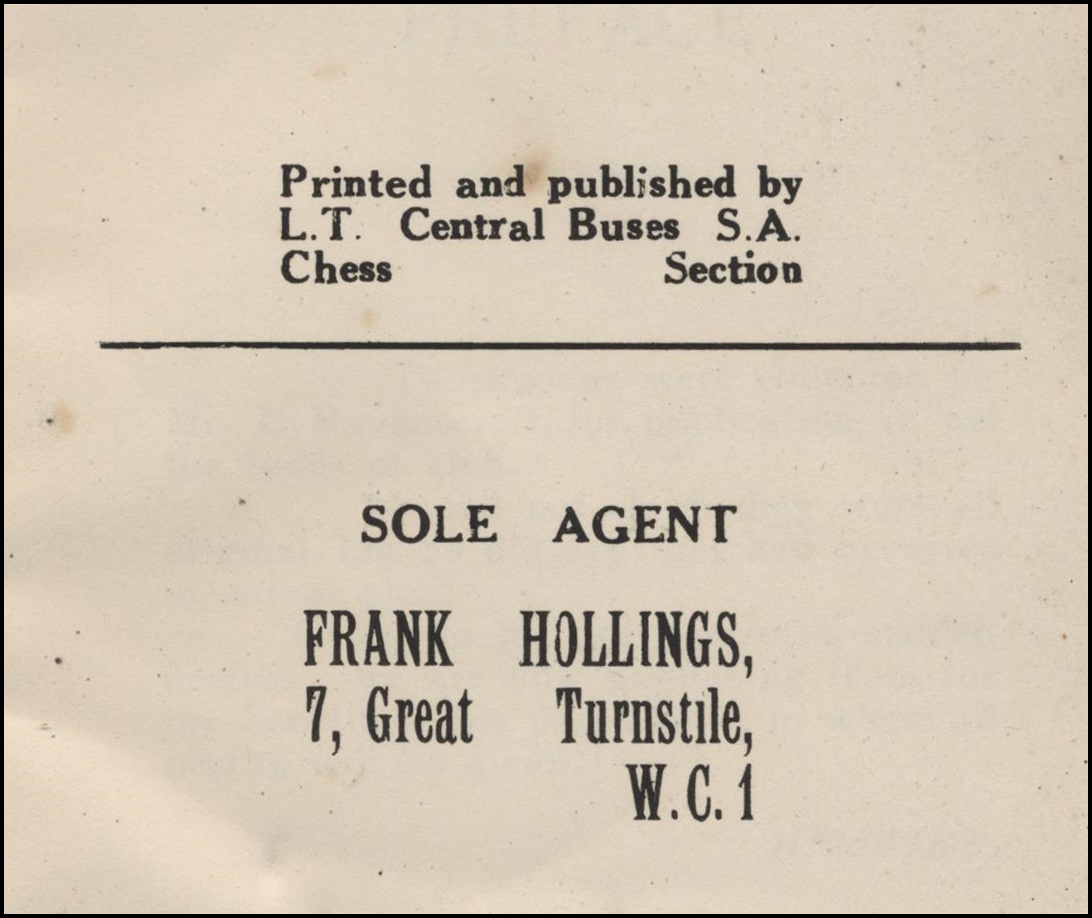 Printed and published by
L.T. Central Buses S.A.
Chess Section
SOLE AGENT
FRANK HOLLINGS,
7, Great Turnstile,
W.C.1